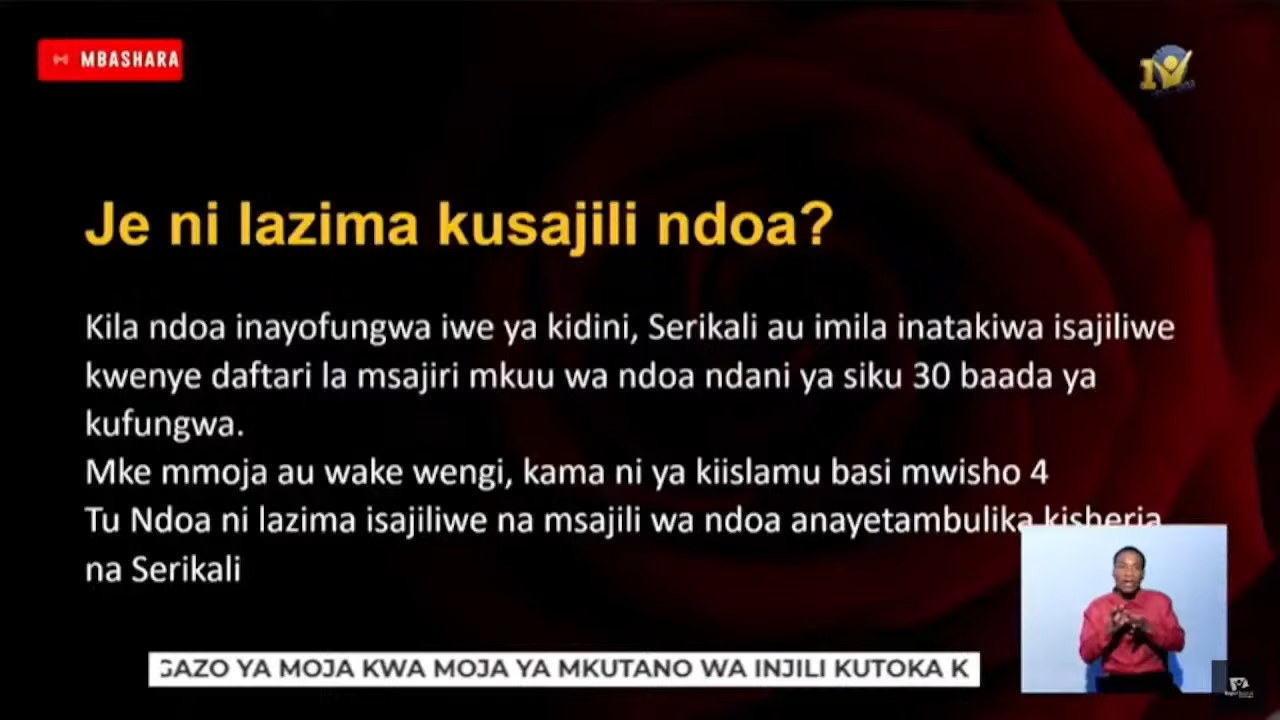 MBASHARA
Je ni lazima kusajili ndoa?
Kila ndoa inayofungwa iwe ya kidini, Serikali au imila inatakiwa isajiliwe
kwenye daftari la msajiri mkuu wa ndoa ndani ya siku 30 baada ya
kufungwa.
Mke mmoja au wake wengi, kama ni ya kiislamu basi mwisho 4
Tu Ndoa ni lazima isajiliwe na msajili wa ndoa anayetambulika kisheria
na Serikali
GAZO YA MOJA KWA MOJA YA MKUTANO WA INJILI KUTOKA K